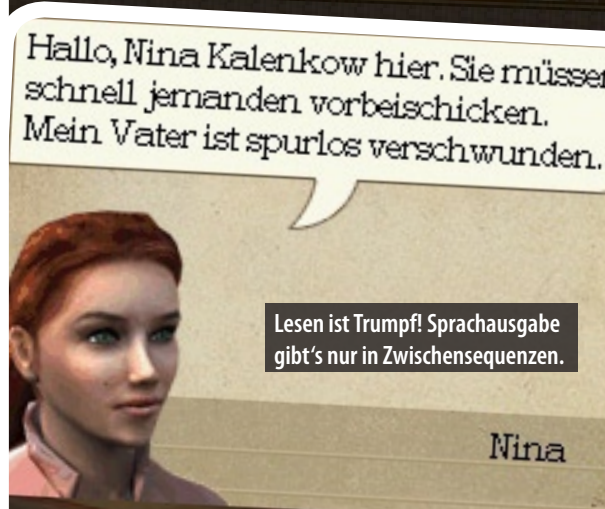 Hallo, Nina Kalenkow hier. Sie müssen
schnell jemanden vorbeischicken.
Mein Vater ist spurlos verschwunden.
Lesen ist Trumpf! Sprachausgabe
gibt's nur in Zwischensequenzen.
Nina